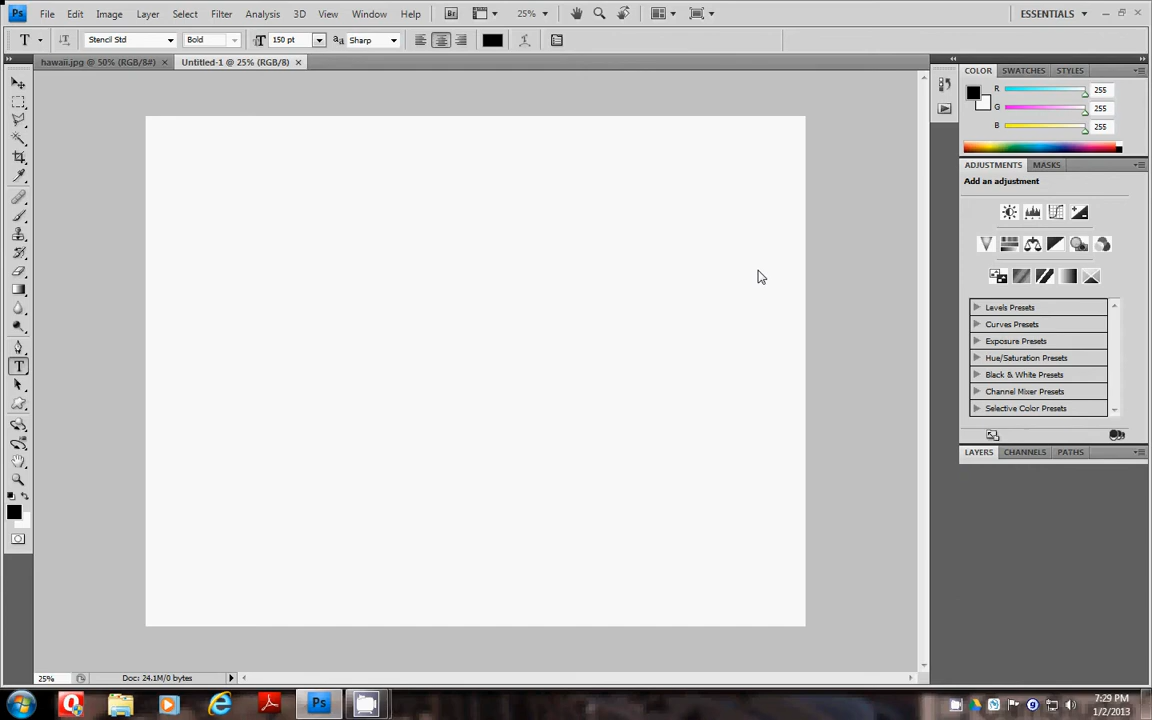 Ps File Edit Image Layer Select Filter Analysis 3D View Window Help Br 25% ESSENTIALS
T Stencil Std Bold 150 pt Sharp
hawaii.jpg @ 50% (RGB/8#) × Untitled-1 @ 25% (RGB/8) ×
COLOR SWATCHES STYLES
R 255
G 255
B 255
ADJUSTMENTS MASKS
Add an adjustment
Levels Presets
Curves Presets
Exposure Presets
Hue/Saturation Presets
Black & White Presets
Channel Mixer Presets
Selective Color Presets
LAYERS CHANNELS PATHS
25% Doc: 24.1M/0 bytes
7:29 PM
1/2/2013